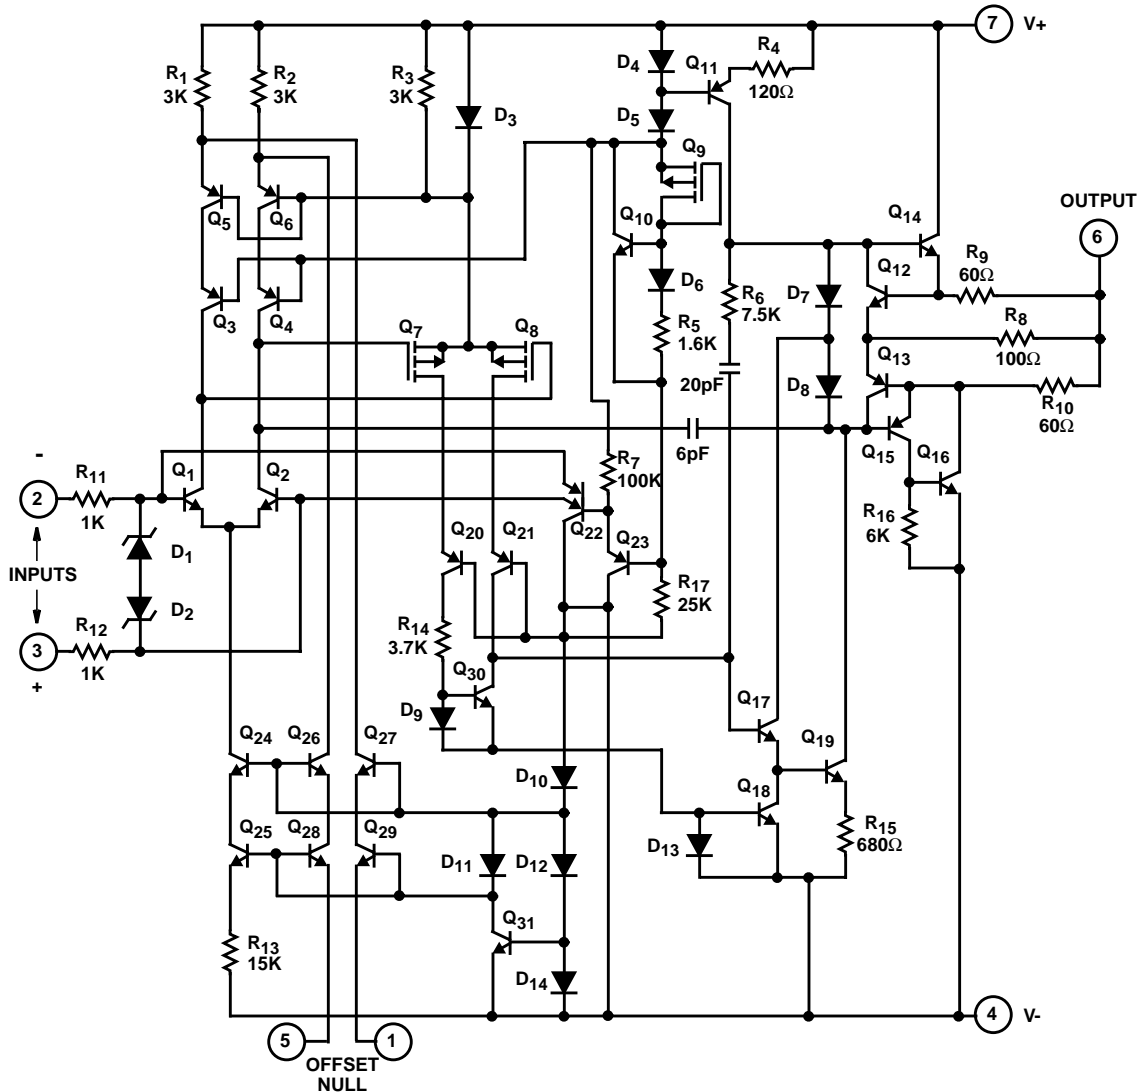 7 V+
R1
3K
R2
3K
R3
3K
D3
D4
Q11
R4
120Ω
D5
Q9
Q5
Q6
Q10
Q14
OUTPUT
6
Q3
Q4
D6
R6
7.5K
D7
Q12
R9
60Ω
Q7
Q8
R5
1.6K
R8
100Ω
20pF
D8
Q13
R10
60Ω
6pF
Q15
Q16
-
2
R11
1K
Q1
Q2
R7
100K
Q22
R16
6K
INPUTS
D1
D2
Q20
Q21
Q23
R17
25K
3
+
R12
1K
R14
3.7K
Q30
D9
Q17
Q19
Q24
Q26
Q27
D10
Q18
R15
680Ω
Q25
Q28
Q29
D11
D12
D13
Q31
R13
15K
D14
5
1
OFFSET
NULL
4 V-